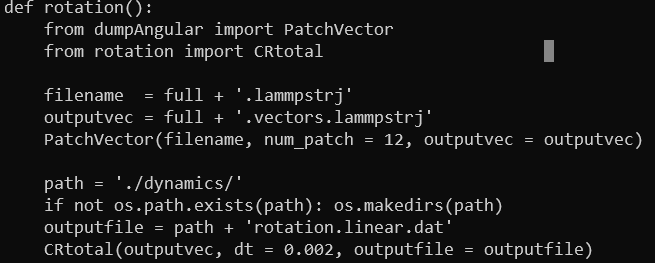 def rotation():
    from dumpAngular import PatchVector
    from rotation import CRtotal
    filename  = full + '.lammpstrj'
    outputvec = full + '.vectors.lammpstrj'
    PatchVector(filename, num_patch = 12, outputvec = outputvec)
    path = './dynamics/'
    if not os.path.exists(path): os.makedirs(path)
    outputfile = path + 'rotation.linear.dat'
    CRtotal(outputvec, dt = 0.002, outputfile = outputfile)